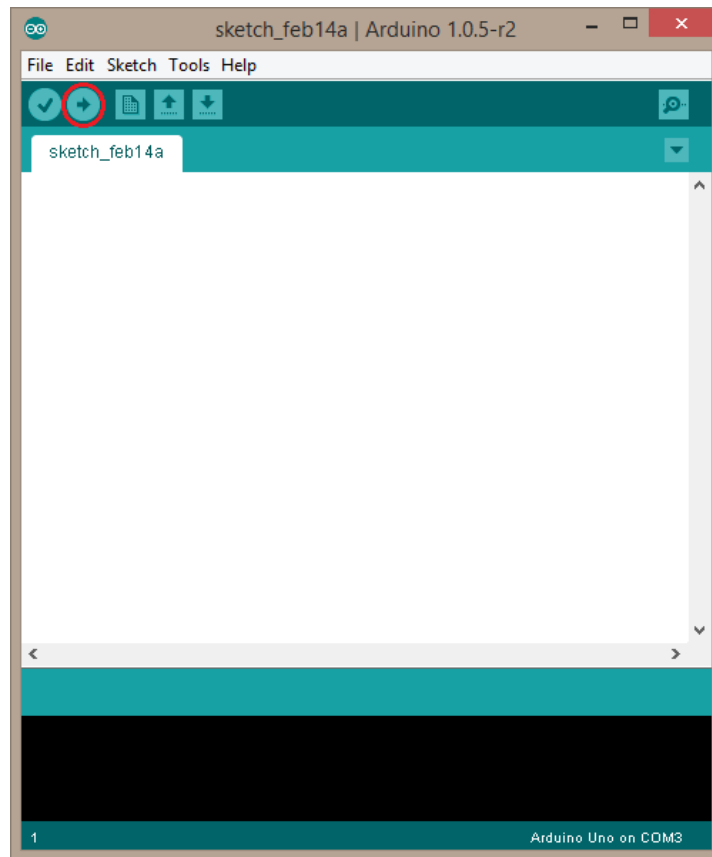 sketch_feb14a | Arduino 1.0.5-r2
File Edit Sketch Tools Help
sketch_feb14a
1 Arduino Uno on COM3